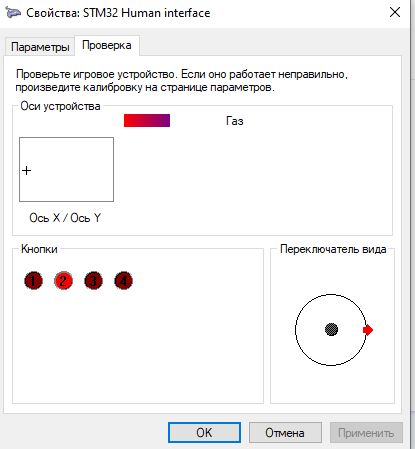 Свойства: STM32 Human interface
Параметры Проверка
Проверьте игровое устройство. Если оно работает неправильно,
произведите калибровку на странице параметров.
Оси устройства
Газ
Ось X / Ось Y
Кнопки Переключатель вида
1 2 3 4
OK Отмена Применить